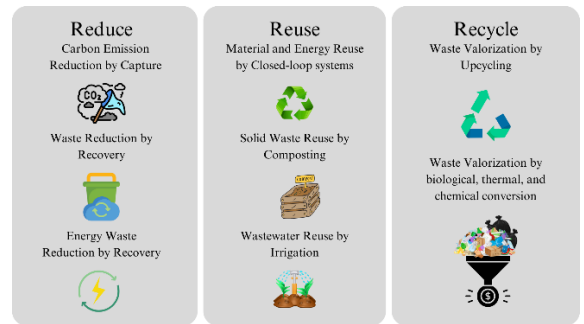 Reduce
Carbon Emission
Reduction by Capture
CO₂
Waste Reduction by
Recovery
Energy Waste
Reduction by Recovery
Reuse
Material and Energy Reuse
by Closed-loop systems
Solid Waste Reuse by
Composting
Wastewater Reuse by
Irrigation
Recycle
Waste Valorization by
Upcycling
Waste Valorization by
biological, thermal, and
chemical conversion
$